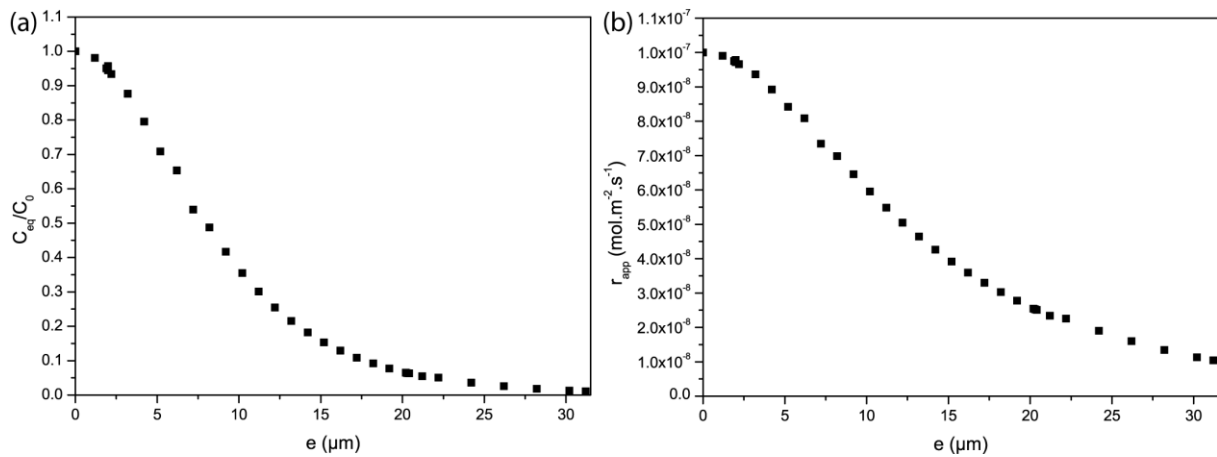 (a)
1.1
1.0
0.9
0.8
0.7
0.6
0.5
0.4
0.3
0.2
0.1
0.0
C_eq/C_0
0 5 10 15 20 25 30
e (µm)
(b)
1.1x10⁻⁷
1.0x10⁻⁷
9.0x10⁻⁸
8.0x10⁻⁸
7.0x10⁻⁸
6.0x10⁻⁸
5.0x10⁻⁸
4.0x10⁻⁸
3.0x10⁻⁸
2.0x10⁻⁸
1.0x10⁻⁸
0.0
r_app (mol.m⁻².s⁻¹)
0 5 10 15 20 25 30
e (µm)